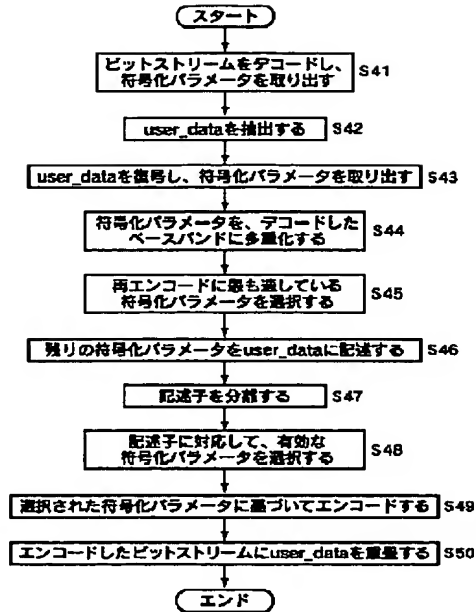 スタート
ビットストリームをデコードし、
符号化パラメータを取り出す
S41
user_dataを抽出する
S42
user_dataを復号し、符号化パラメータを取り出す
S43
符号化パラメータを、デコードした
ベースバンドに多重化する
S44
再エンコードに最も適している
符号化パラメータを選択する
S45
残りの符号化パラメータをuser_dataに記述する
S46
記述子を分離する
S47
記述子に対応して、有効な
符号化パラメータを選択する
S48
選択された符号化パラメータに基づいてエンコードする
S49
エンコードしたビットストリームにuser_dataを重畳する
S50
エンド